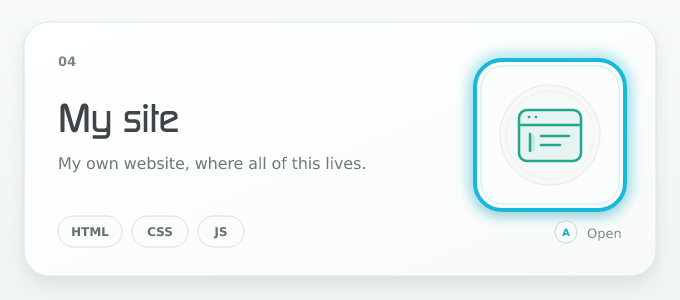 04
My site
My own website, where all of this lives.
HTML CSS JS
A Open